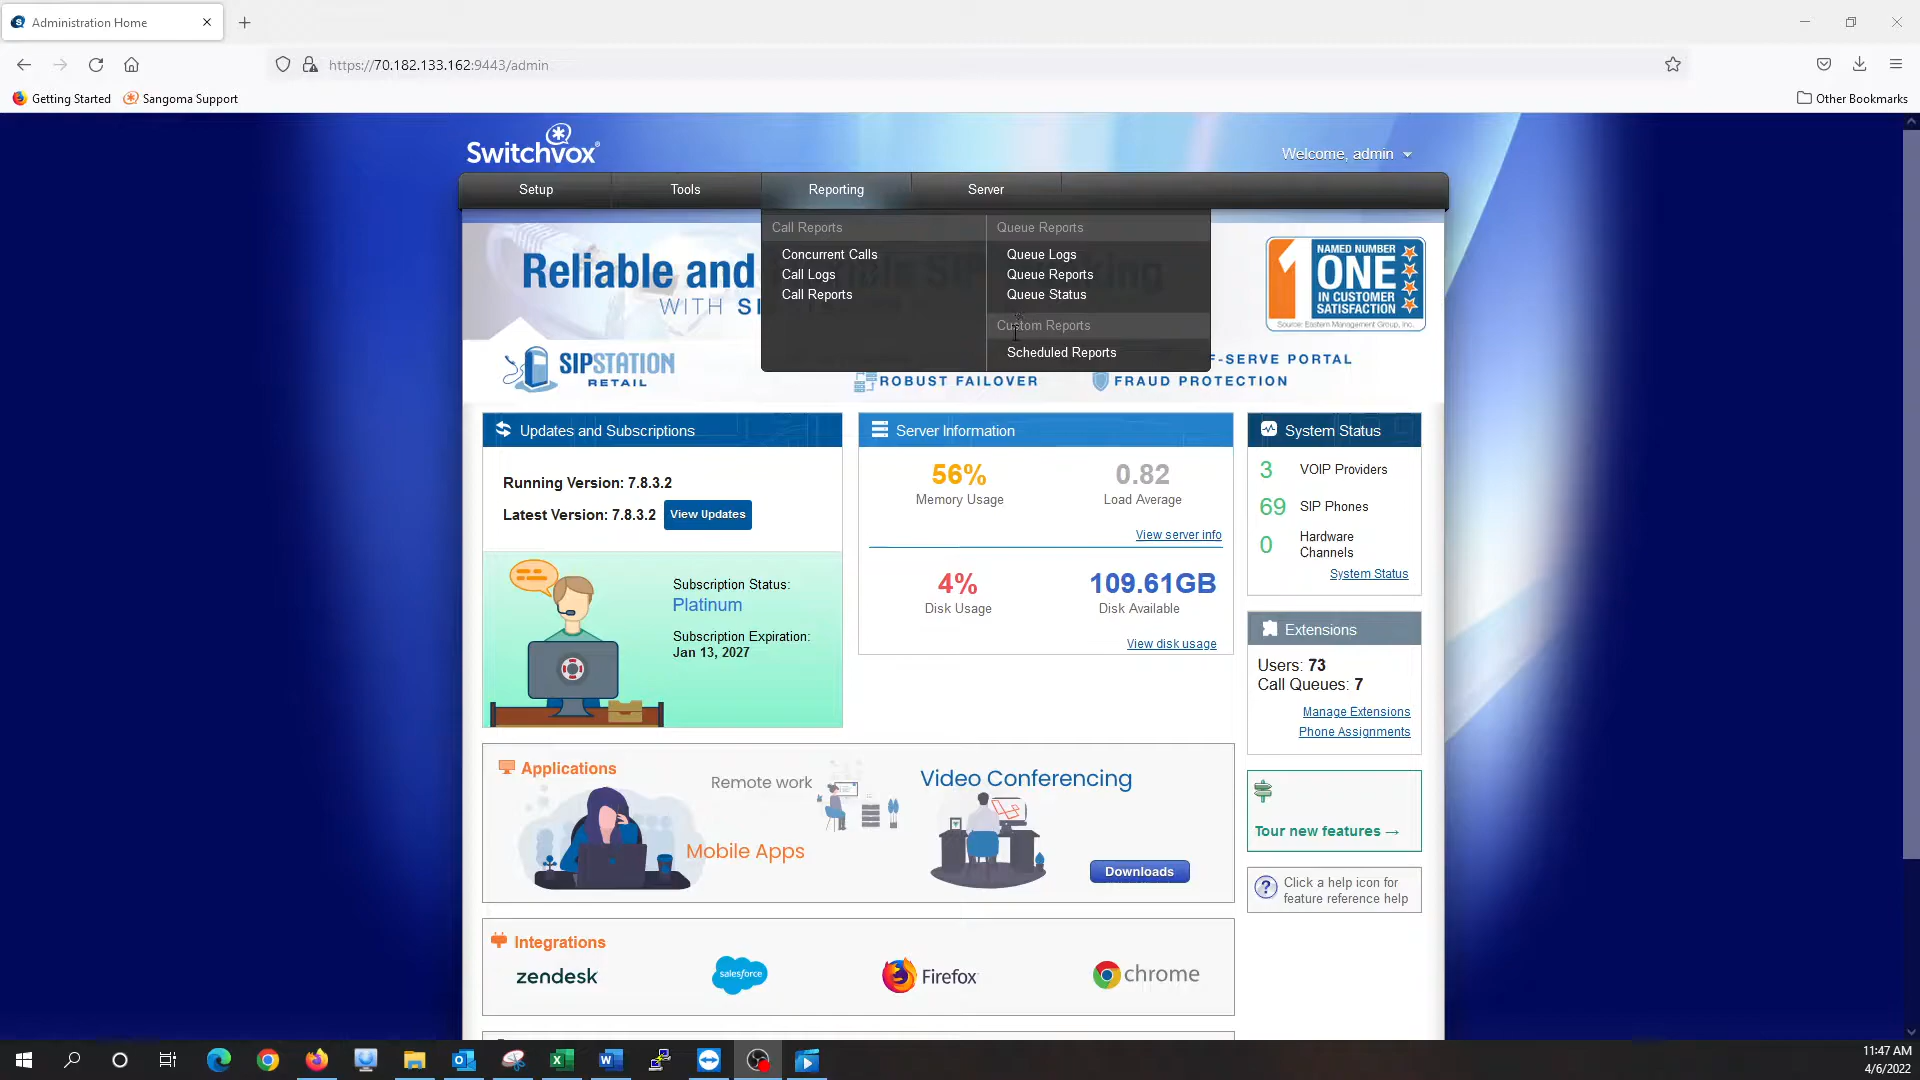 Administration Home
https://70.182.133.162:9443/admin
Getting Started
Sangoma Support
Other Bookmarks
Switchvox
Welcome, admin
Setup
Tools
Reporting
Server
Call Reports
Concurrent Calls
Call Logs
Call Reports
Queue Reports
Queue Logs
Queue Reports
Queue Status
Custom Reports
Scheduled Reports
Reliable and
WITH SI
NAMED NUMBER
1 ONE
IN CUSTOMER
SATISFACTION
Source: Eastern Management Group, Inc.
SIPSTATION
RETAIL
F-SERVE PORTAL
ROBUST FAILOVER
FRAUD PROTECTION
Updates and Subscriptions
Running Version: 7.8.3.2
Latest Version: 7.8.3.2
View Updates
Subscription Status:
Platinum
Subscription Expiration:
Jan 13, 2027
Server Information
56%
Memory Usage
0.82
Load Average
View server info
4%
Disk Usage
109.61GB
Disk Available
View disk usage
System Status
3 VOIP Providers
69 SIP Phones
0 Hardware
Channels
System Status
Extensions
Users: 73
Call Queues: 7
Manage Extensions
Phone Assignments
Tour new features →
Click a help icon for
feature reference help
Applications
Remote work
Mobile Apps
Video Conferencing
Downloads
Integrations
zendesk
salesforce
Firefox
chrome
11:47 AM
4/6/2022